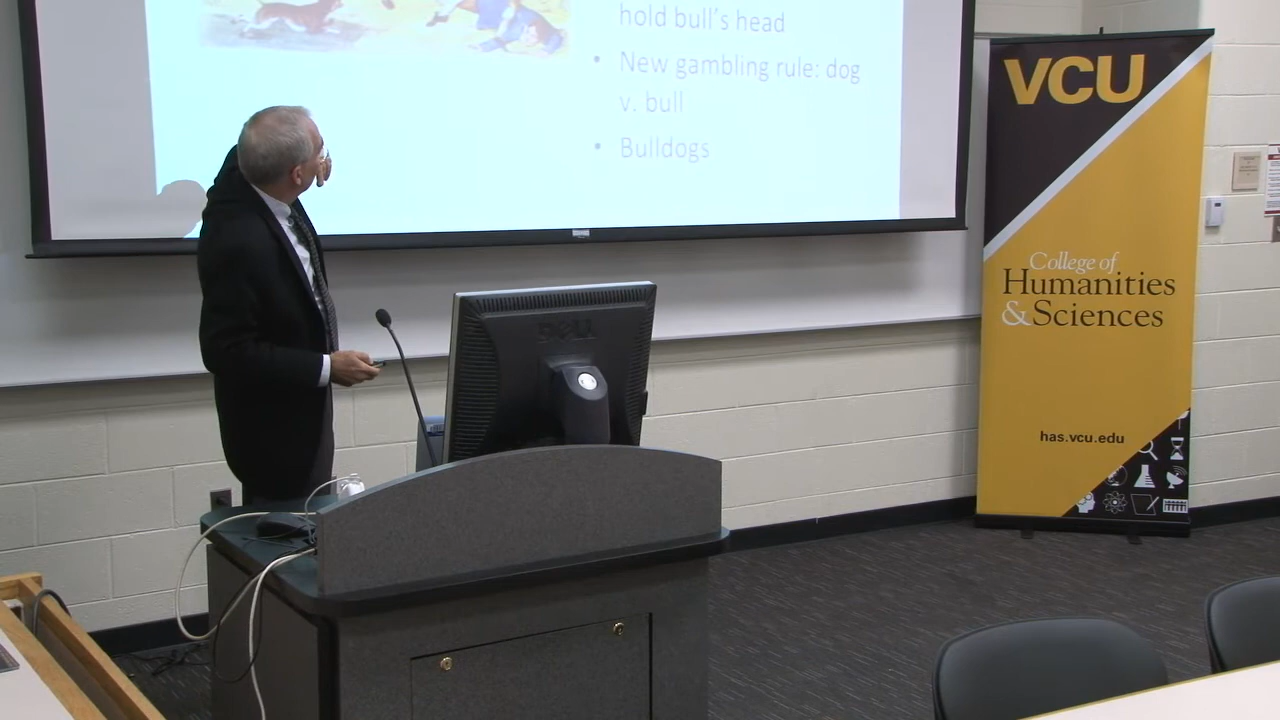 hold bull's head
• New gambling rule: dog
v. bull
• Bulldogs
VCU
College of
Humanities
& Sciences
has.vcu.edu
DELL